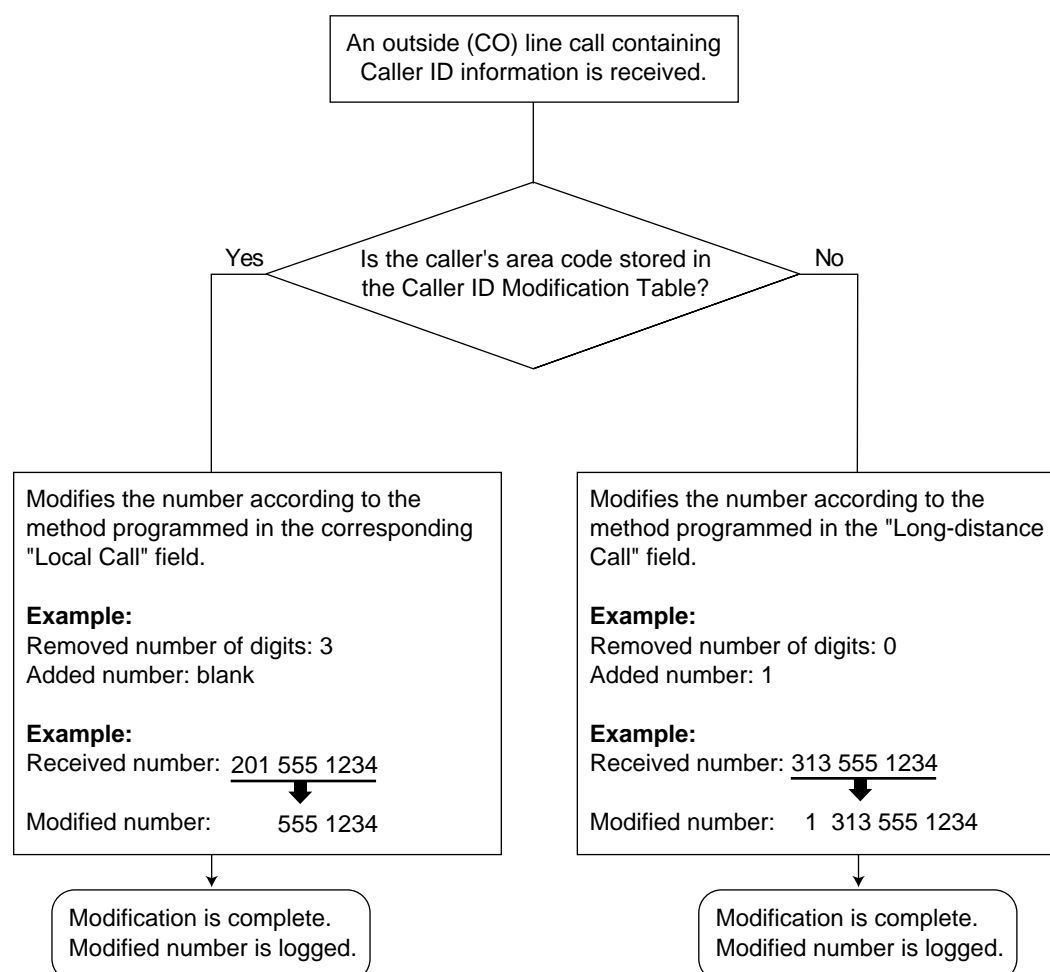 An outside (CO) line call containing
Caller ID information is received.
Yes
Is the caller's area code stored in
the Caller ID Modification Table?
No
Modifies the number according to the
method programmed in the corresponding
"Local Call" field.
Example:
Removed number of digits: 3
Added number: blank
Example:
Received number: 201 555 1234
Modified number: 555 1234
Modification is complete.
Modified number is logged.
Modifies the number according to the
method programmed in the "Long-distance
Call" field.
Example:
Removed number of digits: 0
Added number: 1
Example:
Received number: 313 555 1234
Modified number: 1 313 555 1234
Modification is complete.
Modified number is logged.